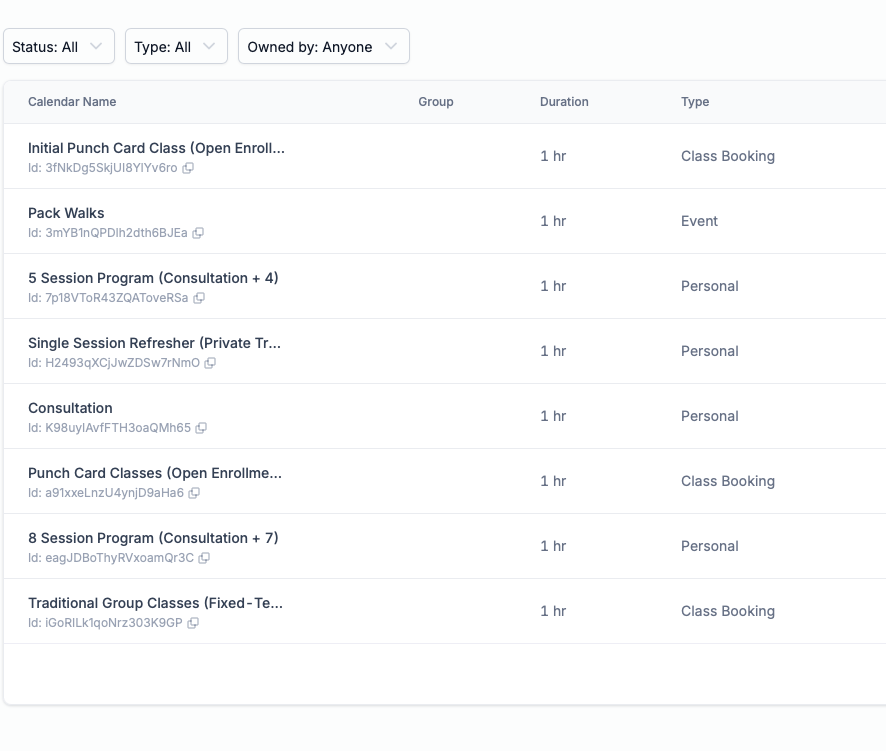 Status: All
Type: All
Owned by: Anyone
Calendar Name Group Duration Type
Initial Punch Card Class (Open Enroll...
1 hr Class Booking
Id: 3fNkDg5SkjUI8YlYv6ro
Pack Walks
1 hr Event
Id: 3mYB1nQPDlh2dth6BJEa
5 Session Program (Consultation + 4)
1 hr Personal
Id: 7p18VToR43ZQAToveRSa
Single Session Refresher (Private Tr...
1 hr Personal
Id: H2493qXCjJwZDSw7rNmO
Consultation
1 hr Personal
Id: K98uylAvfFTH3oaQMh65
Punch Card Classes (Open Enrollme...
1 hr Class Booking
Id: a91xxeLnzU4ynjD9aHa6
8 Session Program (Consultation + 7)
1 hr Personal
Id: eagJDBoThyRVxoamQr3C
Traditional Group Classes (Fixed-Te...
1 hr Class Booking
Id: iGoRILk1qoNrz303K9GP